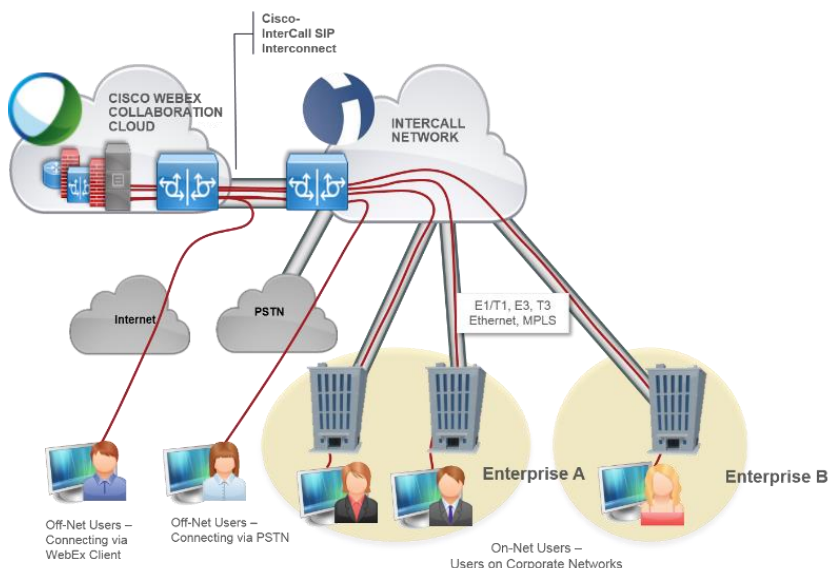 Cisco-
InterCall SIP
Interconnect
CISCO WEBEX
COLLABORATION
CLOUD
INTERCALL
NETWORK
Internet
PSTN
E1/T1, E3, T3
Ethernet, MPLS
Enterprise A
Enterprise B
Off-Net Users –
Connecting via
WebEx Client
Off-Net Users –
Connecting via PSTN
On-Net Users –
Users on Corporate Networks